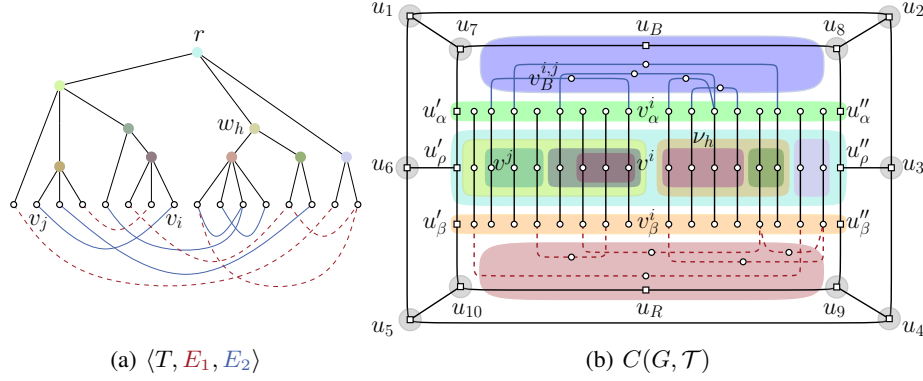 r
w_h
v_j
v_i
(a) ⟨T, E_1, E_2⟩
u_1
u_2
u_7
u_B
u_8
v_B^{i,j}
u'_α
v_α^i
u''_α
ν_h
u_6
u'_ρ
v^j
v^i
u''_ρ
u_3
u'_β
v_β^i
u''_β
u_10
u_R
u_9
u_5
u_4
(b) C(G, 𝒯)